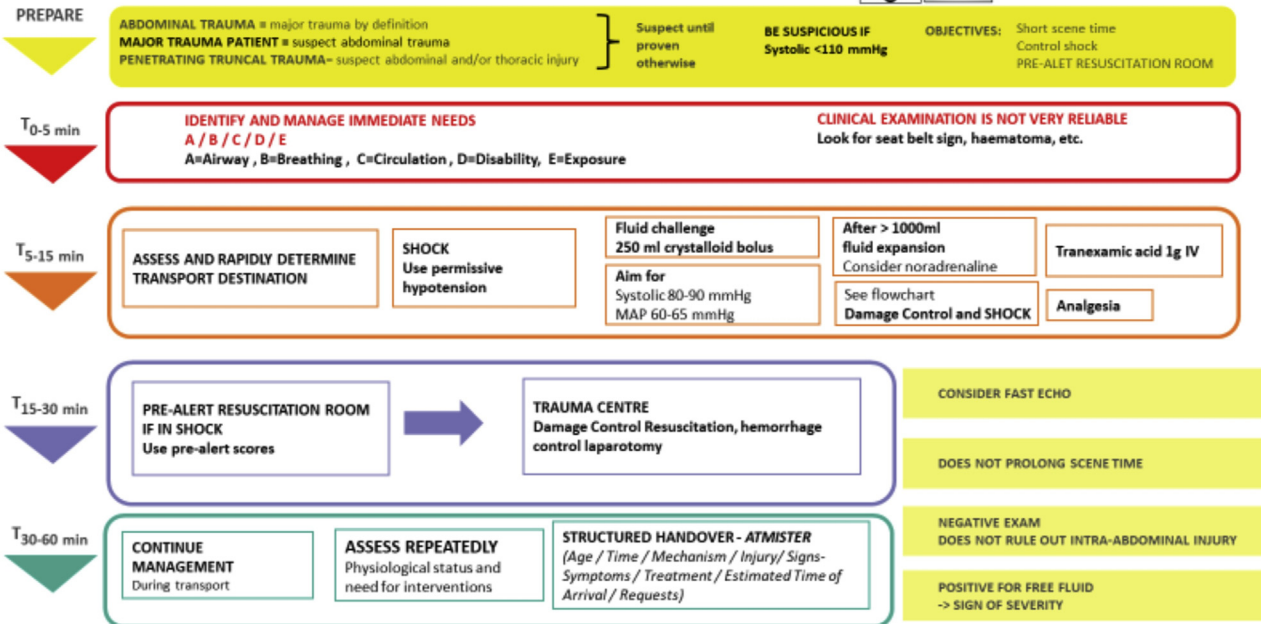 PREPARE
ABDOMINAL TRAUMA = major trauma by definition
MAJOR TRAUMA PATIENT = suspect abdominal trauma
PENETRATING TRUNCAL TRAUMA= suspect abdominal and/or thoracic injury
Suspect until
proven
otherwise
BE SUSPICIOUS IF
Systolic <110 mmHg
OBJECTIVES:
Short scene time
Control shock
PRE-ALET RESUSCITATION ROOM
T0-5 min
IDENTIFY AND MANAGE IMMEDIATE NEEDS
A / B / C / D / E
A=Airway , B=Breathing , C=Circulation , D=Disability, E=Exposure
CLINICAL EXAMINATION IS NOT VERY RELIABLE
Look for seat belt sign, haematoma, etc.
T5-15 min
ASSESS AND RAPIDLY DETERMINE
TRANSPORT DESTINATION
SHOCK
Use permissive
hypotension
Fluid challenge
250 ml crystalloid bolus
Aim for
Systolic 80-90 mmHg
MAP 60-65 mmHg
After > 1000ml
fluid expansion
Consider noradrenaline
See flowchart
Damage Control and SHOCK
Tranexamic acid 1g IV
Analgesia
T15-30 min
PRE-ALERT RESUSCITATION ROOM
IF IN SHOCK
Use pre-alert scores
TRAUMA CENTRE
Damage Control Resuscitation, hemorrhage
control laparotomy
CONSIDER FAST ECHO
DOES NOT PROLONG SCENE TIME
NEGATIVE EXAM
DOES NOT RULE OUT INTRA-ABDOMINAL INJURY
POSITIVE FOR FREE FLUID
-> SIGN OF SEVERITY
T30-60 min
CONTINUE
MANAGEMENT
During transport
ASSESS REPEATEDLY
Physiological status and
need for interventions
STRUCTURED HANDOVER - ATMISTER
(Age / Time / Mechanism / Injury/ Signs-
Symptoms / Treatment / Estimated Time of
Arrival / Requests)